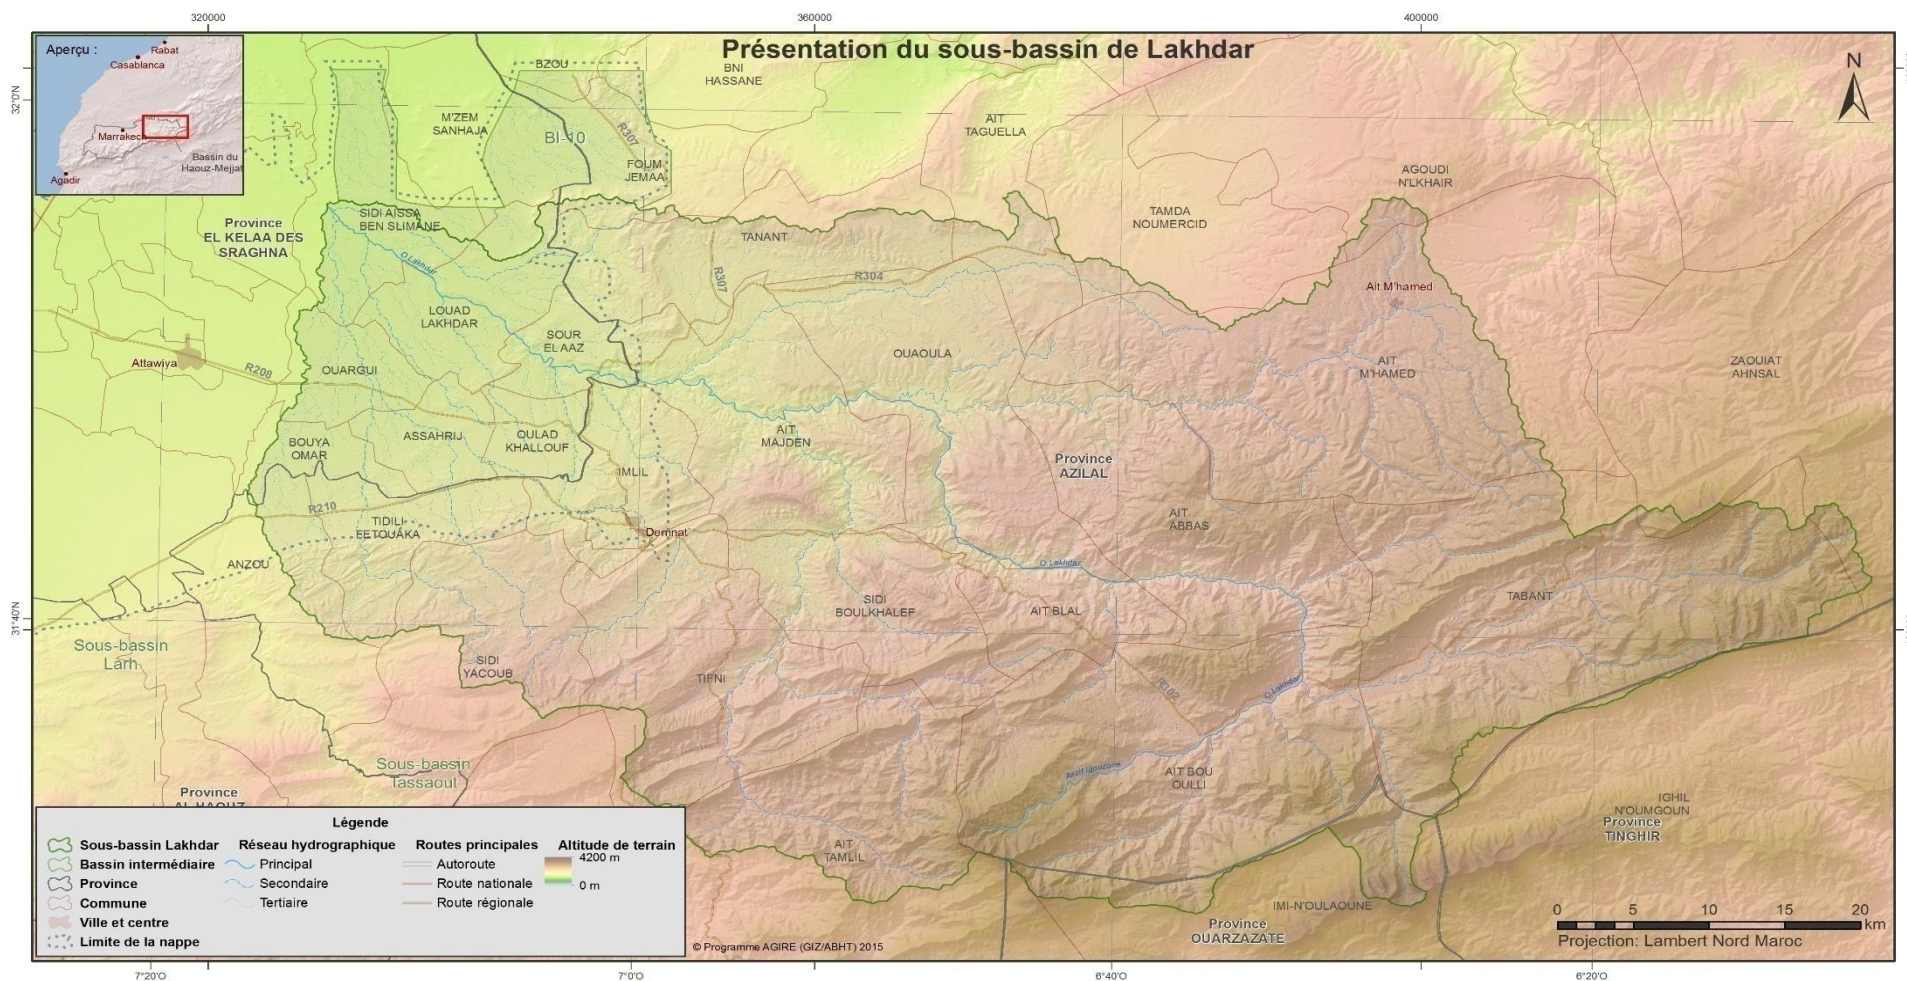 320000
360000
400000
Présentation du sous-bassin de Lakhdar
Aperçu :
Rabat
Casablanca
Marrakech
Bassin du
Haouz-Mejjat
Agadir
N
32°0'N
BZOU
BNI
HASSANE
M'ZEM
SANHAJA
BI-10
R307
FOUM
JEMAA
AIT
TAGUELLA
AGOUDI
N'LKHAIR
TAMDA
NOUMERCID
SIDI AISSA
BEN SLIMANE
Province
EL KELAA DES
SRAGHNA
TANANT
O Lakhdar
R307
R304
Ait M'hamed
LOUAD
LAKHDAR
SOUR
EL AAZ
OUAOULA
Attawiya
R208
OUARGUI
AIT
M'HAMED
ZAOUIAT
AHNSAL
BOUYA
OMAR
ASSAHRIJ
OULAD
KHALLOUF
AIT
MAJDEN
Province
AZILAL
IMLIL
R210
TIDILI
FETOUAKA
Demnat
AIT
ABBAS
ANZOU
O Lakhdar
SIDI
BOULKHALEF
AIT BLAL
TABANT
31°40'N
Sous-bassin
Larh
SIDI
YACOUB
TIFNI
R302
O Lakhdar
Sous-bassin
Tassaout
AIT BOU
OULLI
Province
AL HAOUZ
IGHIL
N'OUMGOUN
Province
TINGHIR
AIT
TAMLIL
IMI-N'OULAOUNE
Province
OUARZAZATE
Légende
Sous-bassin Lakhdar
Bassin intermédiaire
Province
Commune
Ville et centre
Limite de la nappe
Réseau hydrographique
Principal
Secondaire
Tertiaire
Routes principales
Autoroute
Route nationale
Route régionale
Altitude de terrain
4200 m
0 m
© Programme AGIRE (GIZ/ABHT) 2015
0 5 10 15 20
km
Projection: Lambert Nord Maroc
7°20'O
7°0'O
6°40'O
6°20'O